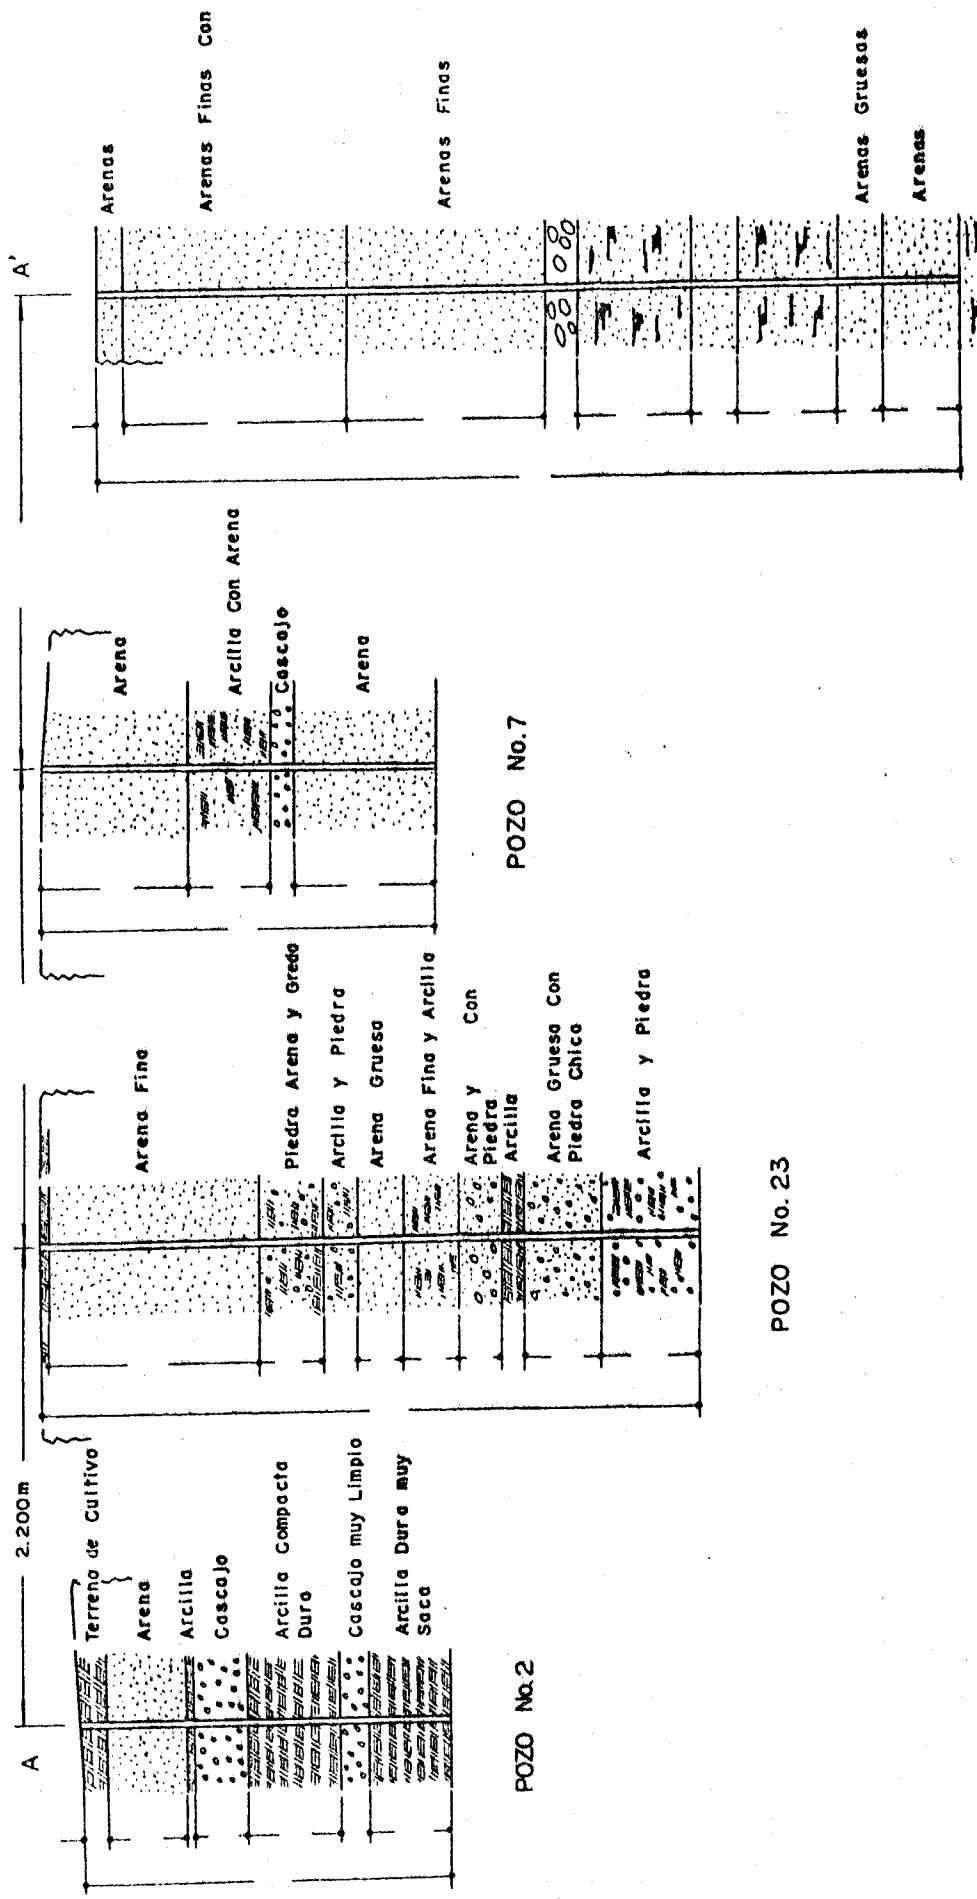 A
2.200m
A'
Terreno de Cultivo
Arena
Arcilla
Cascajo
Arcilla Compacta
Dura
Cascajo muy Limpio
Arcilla Dura muy
Saca
POZO No.2
Arena Fina
Piedra Arena y Greda
Arcilla y Piedra
Arena Gruesa
Arena Fina y Arcilla
Arena y Con
Piedra
Arcilla
Arena Gruesa Con
Piedra Chica
Arcilla y Piedra
POZO No. 23
Arena
Arcilla Con Arena
Cascajo
Arena
POZO No.7
Arenas
Arenas Finas Con
Arenas Finas
Arenas Gruesas
Arenas